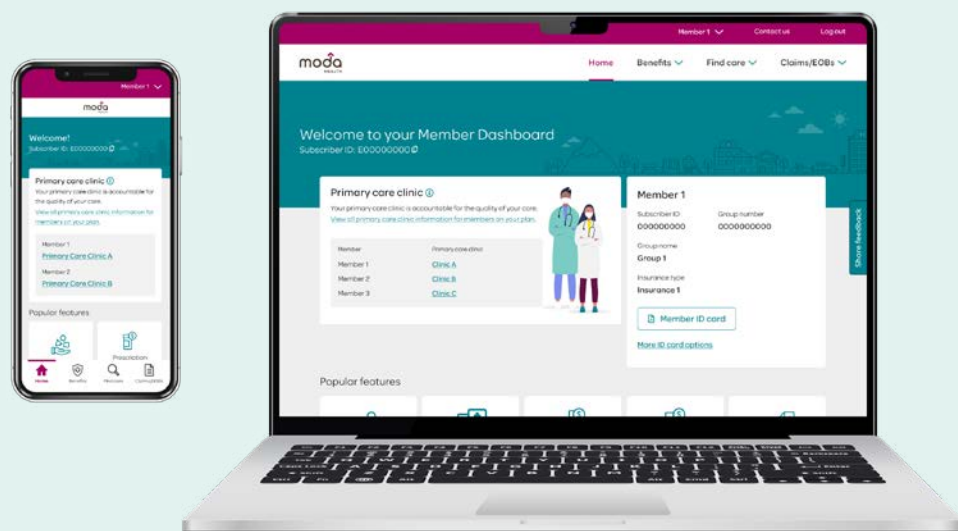 Member 1
moda
HEALTH
Welcome!
Subscriber ID: E00000000
Primary care clinic
Your primary care clinic is accountable for
the quality of your care.
View all primary care clinic information for
members on your plan.
Member 1
Primary Care Clinic A
Member 2
Primary Care Clinic B
Popular features
Prescription
Home Benefits Find care Claims/EOBs
Member 1 Contact us Log out
moda
HEALTH
Home Benefits Find care Claims/EOBs
Welcome to your Member Dashboard
Subscriber ID: E00000000
Primary care clinic
Your primary care clinic is accountable for the quality of your care.
View all primary care clinic information for members on your plan.
Member Primary care clinic
Member 1 Clinic A
Member 2 Clinic B
Member 3 Clinic C
Member 1
Subscriber ID Group number
000000000 0000000000
Group name
Group 1
Insurance type
Insurance 1
Member ID card
More ID card options
Share feedback
Popular features